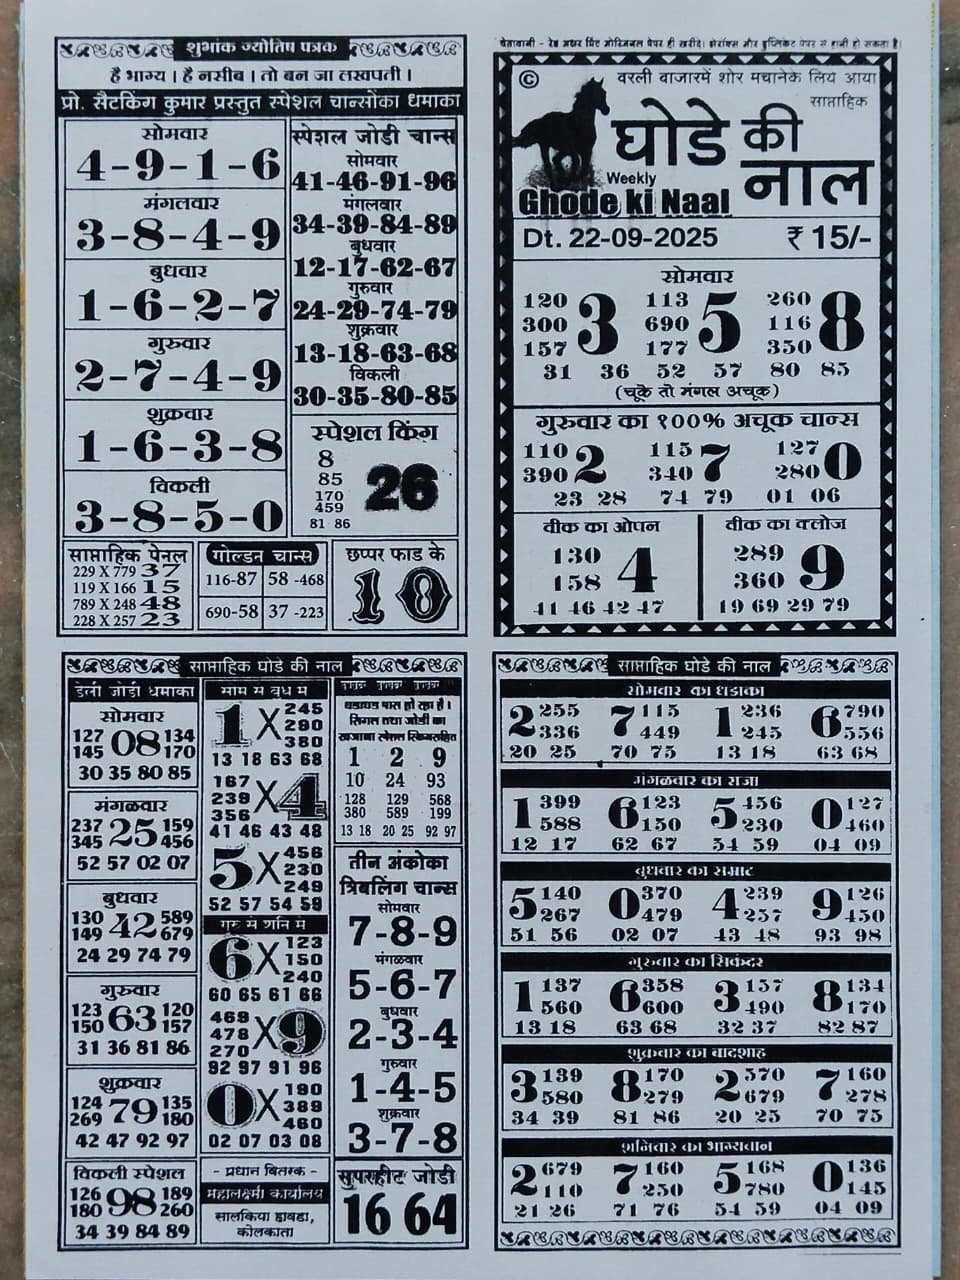 शुभांक ज्योतिष पत्रक
है भाग्य । है नसीब । तो बन जा लखपती ।
प्रो. सैटकिंग कुमार प्रस्तुत स्पेशल चान्सोंका धमाका
सोमवार
4-9-1-6
मंगलवार
3-8-4-9
बुधवार
1-6-2-7
गुरुवार
2-7-4-9
शुक्रवार
1-6-3-8
विकली
3-8-5-0
स्पेशल जोडी चान्स
सोमवार
41-46-91-96
मंगलवार
34-39-84-89
बुधवार
12-17-62-67
गुरुवार
24-29-74-79
शुक्रवार
13-18-63-68
विकली
30-35-80-85
स्पेशल किंग
8
85
170
459
81 86
26
साप्ताहिक पेनल
229 X 779 37
119 X 166 15
789 X 248 48
228 X 257 23
गोल्डन चान्स
116-87 58-468
690-58 37-223
छप्पर फाड के
10
चेतावनी - रेड अधर प्रिंट ओरिजनल पेपर ही खरीदे। झेरॉक्स और डुप्लिकेट पेपर से हानी हो सकता है।
© वरली बाजारमें शोर मचानेके लिये आया
साप्ताहिक
घोडे की नाल
Weekly
Ghode ki Naal
Dt. 22-09-2025 ₹ 15/-
सोमवार
120 113 260
300 3 690 5 116 8
157 177 350
31 36 52 57 80 85
(चूके तो मंगल अचूक)
गुरुवार का १००% अचूक चान्स
110 115 127
390 2 340 7 280 0
23 28 74 79 01 06
वीक का ओपन
130
158 4
41 46 42 47
वीक का क्लोज
289
360 9
19 69 29 79
साप्ताहिक घोडे की नाल
डेली जोडी धमाका
सोमवार
127 134
145 08 170
30 35 80 85
मंगळवार
237 159
345 25 456
52 57 02 07
बुधवार
130 589
149 42 679
24 29 74 79
गुरुवार
123 120
150 63 157
31 36 81 86
शुक्रवार
124 135
269 79 180
42 47 92 97
विकली स्पेशल
126 189
180 98 260
34 39 84 89
सोम से बुध में
245
1 X 290
380
13 18 63 68
167
239 X 4
356
41 46 43 48
456
5 X 230
249
52 57 54 59
गुरु से शनि में
123
6 X 150
240
60 65 61 66
469
478 X 9
270
92 97 91 96
190
0 X 389
460
02 07 03 08
- प्रधान वितरक -
महालक्ष्मी कार्यालय
सालकिया हावडा,
कोलकाता
धडाधड पास हो रहा है।
सिंगल तथा जोडी का
खजाना स्पेशल
1 2 9
10 24 93
128 129 568
380 589 199
13 18 20 25 92 97
तीन अंकोका
त्रिबलिंग चान्स
सोमवार
7-8-9
मंगळवार
5-6-7
बुधवार
2-3-4
गुरुवार
1-4-5
शुक्रवार
3-7-8
सुपरहीट जोडी
16 64
साप्ताहिक घोडे की नाल
सोमवार का धडाका
2 255 7 115 1 236 6 790
336 449 245 556
20 25 70 75 13 18 63 68
मंगळवार का राजा
1 399 6 123 5 456 0 127
588 150 230 460
12 17 62 67 54 59 04 09
बुधवार का सम्राट
5 140 0 370 4 239 9 126
267 479 257 450
51 56 02 07 43 48 93 98
गुरुवार का सिकंदर
1 137 6 358 3 157 8 134
560 600 490 170
13 18 63 68 32 37 82 87
शुक्रवार का बादशाह
3 139 8 170 2 570 7 160
580 279 679 278
34 39 81 86 20 25 70 75
शनिवार का भाग्यवान
2 679 7 160 5 168 0 136
110 250 780 145
21 26 71 76 54 59 04 09